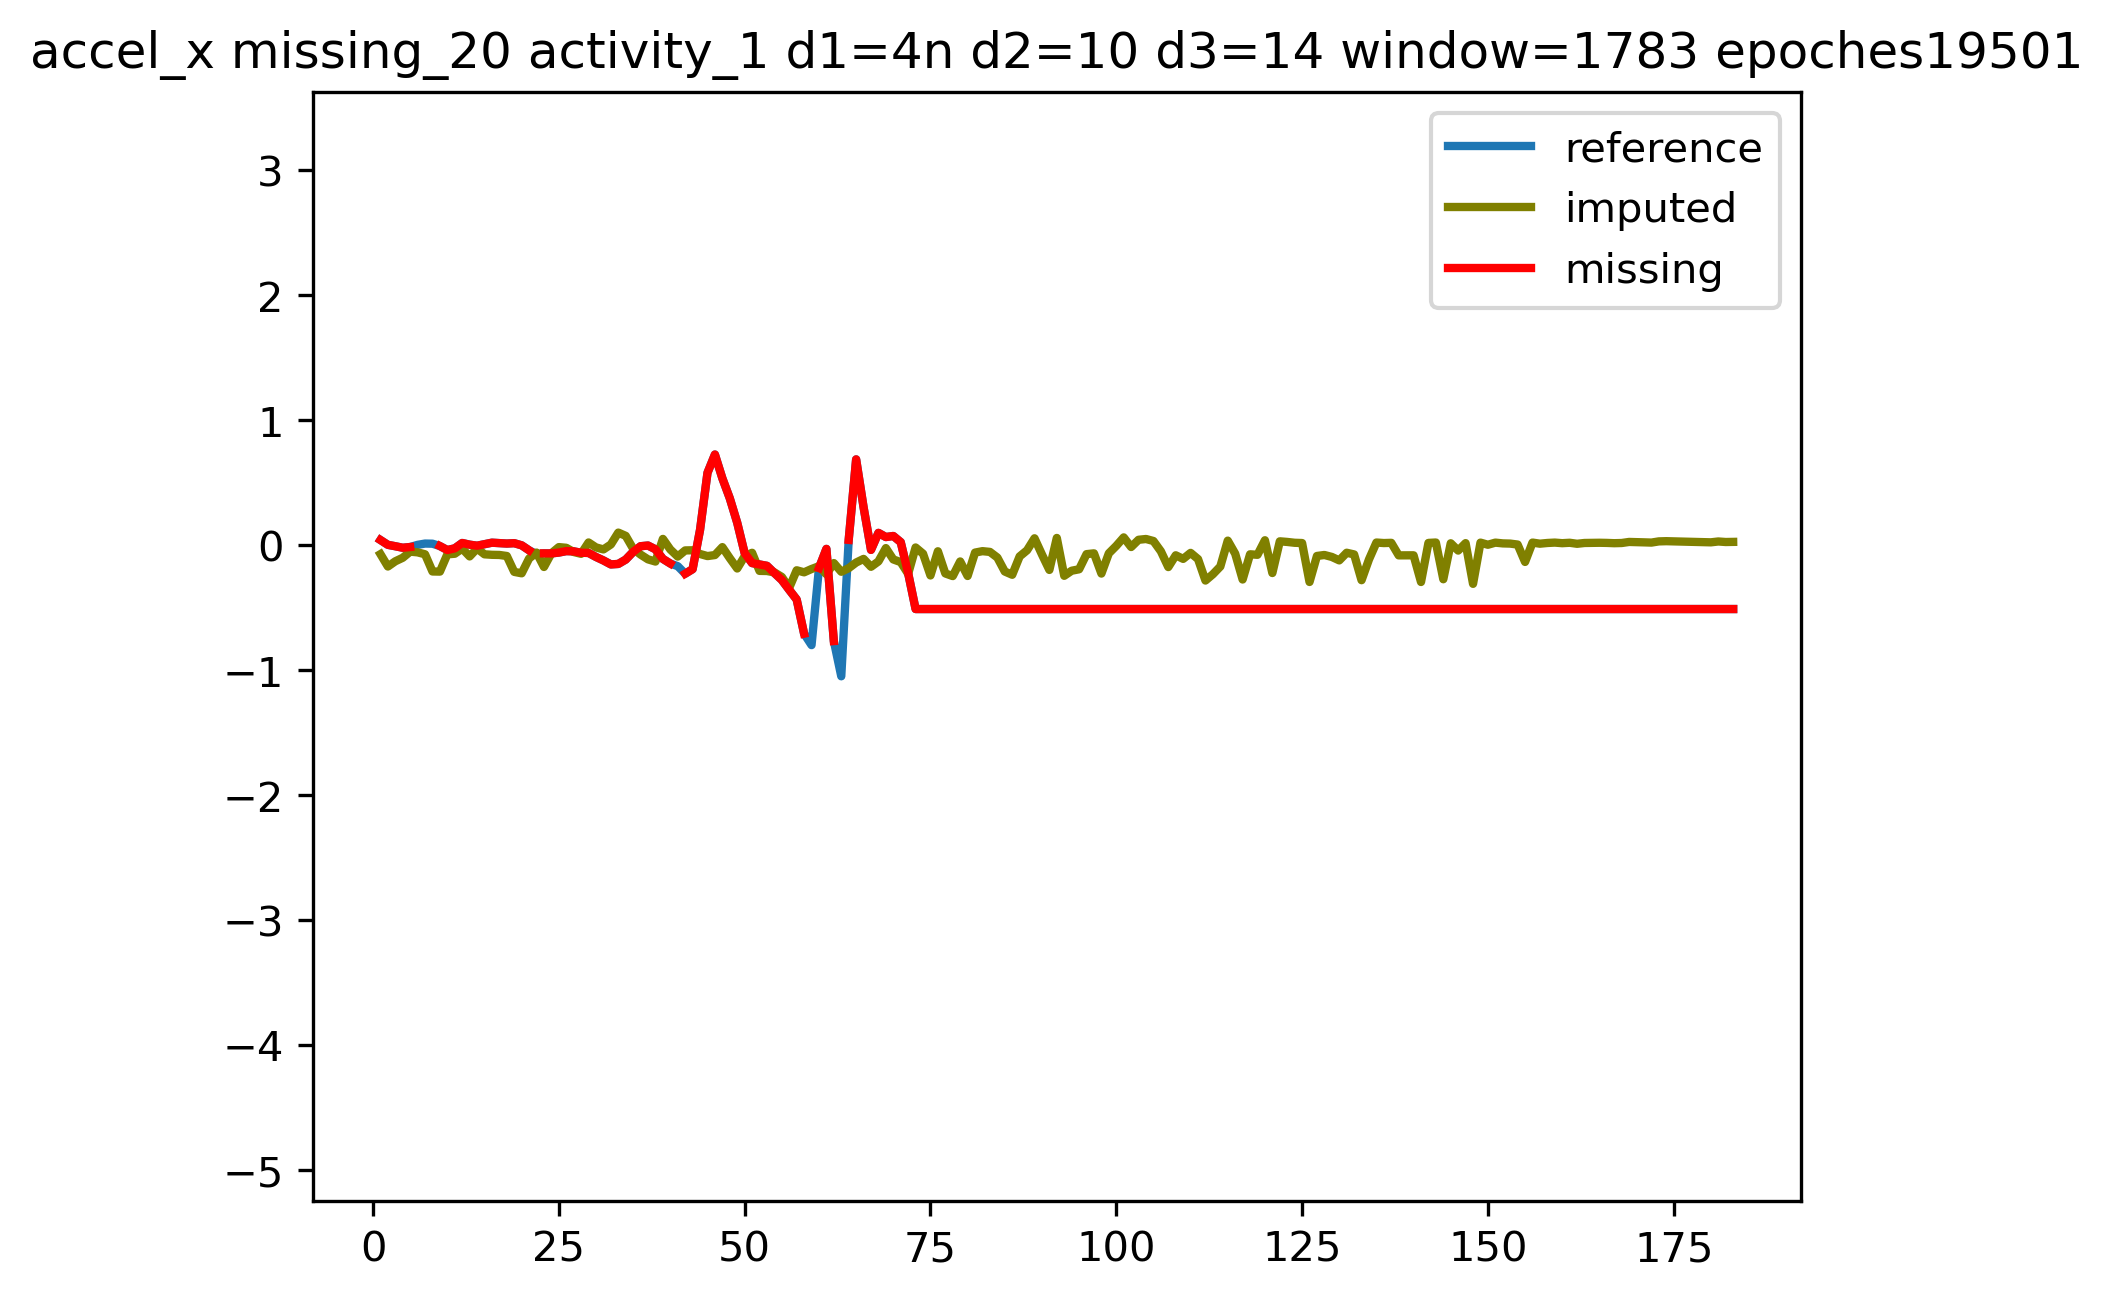 accel_x missing_20 activity_1 d1=4n d2=10 d3=14 window=1783 epoches19501
reference
imputed
missing
3
2
1
0
−1
−2
−3
−4
−5
0 25 50 75 100 125 150 175